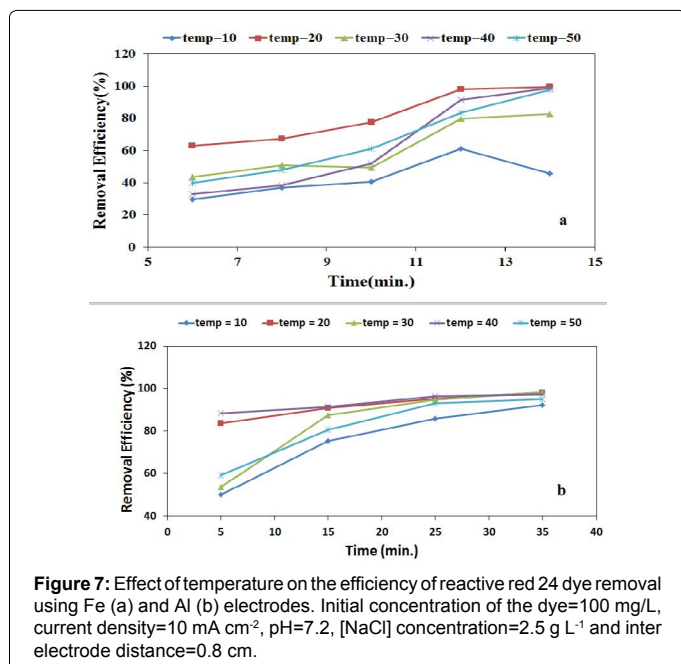 temp−10 temp−20 temp−30 temp−40 temp−50
120
100
80
60
40
20
0
Removal Efficiency(%)
a
5 7 9 11 13 15
Time(min.)
temp = 10 temp = 20 temp = 30 temp = 40 temp = 50
120
100
80
60
40
Removal Efficiency (%)
b
0 5 10 15 20 25 30 35 40
Time (min.)
Figure 7: Effect of temperature on the efficiency of reactive red 24 dye removal
using Fe (a) and Al (b) electrodes. Initial concentration of the dye=100 mg/L,
current density=10 mA cm-2, pH=7.2, [NaCl] concentration=2.5 g L-1 and inter
electrode distance=0.8 cm.